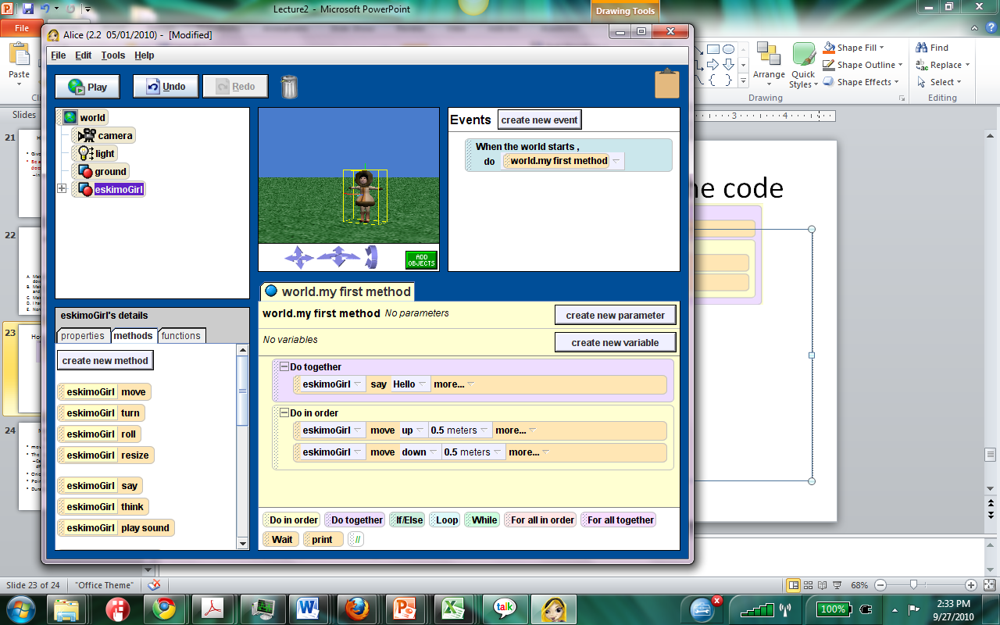 Lecture2 - Microsoft PowerPoint
Drawing Tools
File
Paste
Shape Fill
Shape Outline
Shape Effects
Arrange
Quick Styles
Drawing
Find
Replace
Select
Editing
Slides
21
22
23
24
3
4
he code
Alice (2.2 05/01/2010) - [Modified]
File Edit Tools Help
Play Undo Redo
world
camera
light
ground
eskimoGirl
ADD
OBJECTS
Events create new event
When the world starts ,
do world.my first method
eskimoGirl's details
properties methods functions
create new method
eskimoGirl move
eskimoGirl turn
eskimoGirl roll
eskimoGirl resize
eskimoGirl say
eskimoGirl think
eskimoGirl play sound
world.my first method
world.my first method No parameters create new parameter
No variables create new variable
Do together
eskimoGirl say Hello more...
Do in order
eskimoGirl move up 0.5 meters more...
eskimoGirl move down 0.5 meters more...
Do in order Do together If/Else Loop While For all in order For all together
Wait print //
Slide 23 of 24 "Office Theme" 68%
talk
100%
2:33 PM
9/27/2010